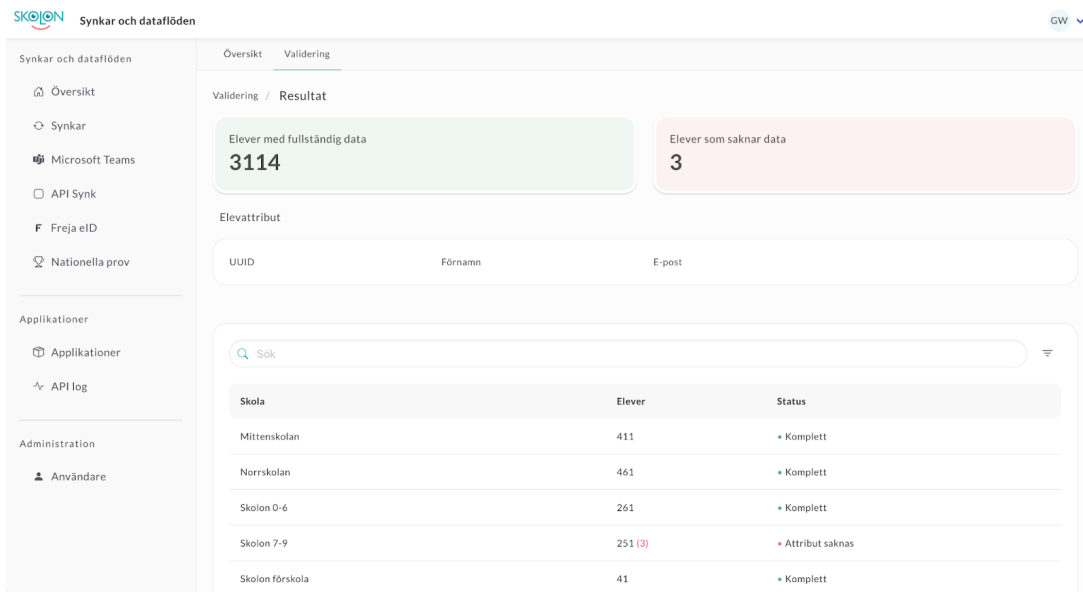 SKOLON Synkar och dataflöden GW
Synkar och dataflöden
Översikt
Synkar
Microsoft Teams
API Synk
F Freja eID
Nationella prov
Applikationer
Applikationer
API log
Administration
Användare
Översikt Validering
Validering / Resultat
Elever med fullständig data
3114
Elever som saknar data
3
Elevattribut
UUID Förnamn E-post
Sök
Skola Elever Status
Mittenskolan 411 Komplett
Norrskolan 461 Komplett
Skolon 0-6 261 Komplett
Skolon 7-9 251 (3) Attribut saknas
Skolon förskola 41 Komplett